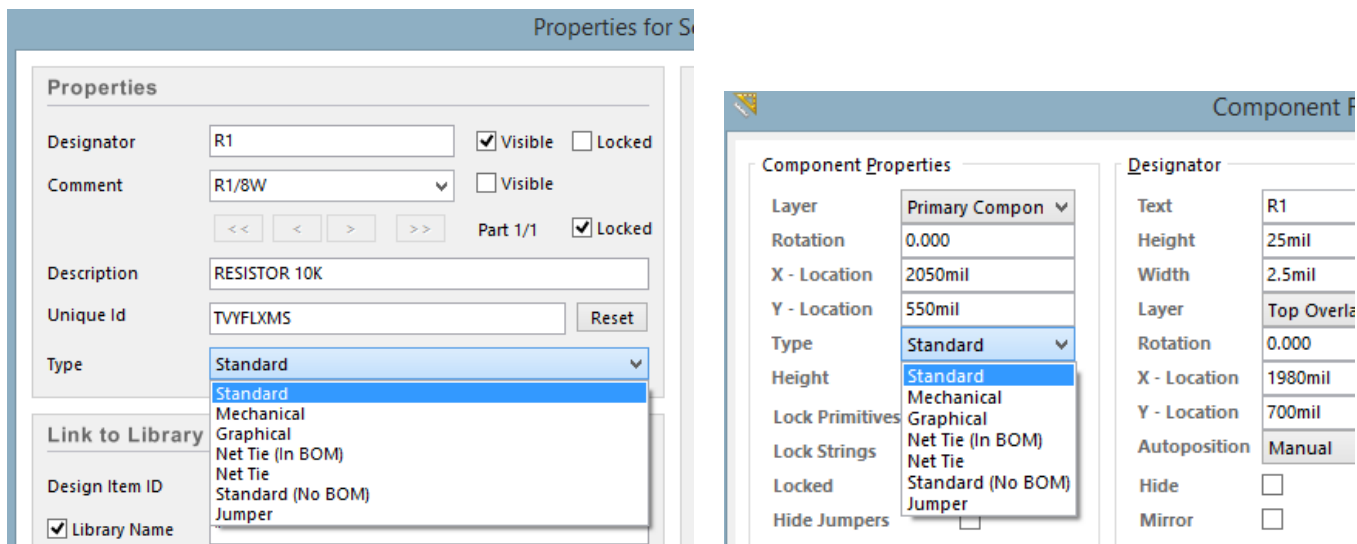 Properties for S
Properties
Designator R1 Visible Locked
Comment R1/8W Visible
<< < > >> Part 1/1 Locked
Description RESISTOR 10K
Unique Id TVYFLXMS Reset
Type Standard
Standard
Mechanical
Graphical
Net Tie (In BOM)
Net Tie
Standard (No BOM)
Jumper
Link to Library
Design Item ID
Library Name
Component
Component Properties
Layer Primary Compon
Rotation 0.000
X - Location 2050mil
Y - Location 550mil
Type Standard
Height
Standard
Mechanical
Graphical
Net Tie (In BOM)
Net Tie
Standard (No BOM)
Jumper
Lock Primitives
Lock Strings
Locked
Hide Jumpers
Designator
Text R1
Height 25mil
Width 2.5mil
Layer Top Overla
Rotation 0.000
X - Location 1980mil
Y - Location 700mil
Autoposition Manual
Hide
Mirror